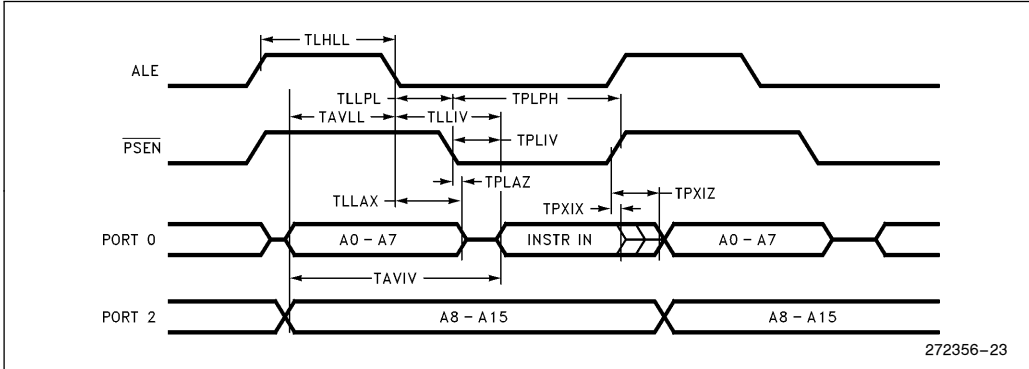 TLHLL
ALE
TLLPL
TPLPH
TAVLL
TLLIV
PSEN
TPLIV
TPLAZ
TLLAX
TPXIZ
TPXIX
PORT 0
A0 – A7
INSTR IN
A0 – A7
TAVIV
PORT 2
A8 – A15
A8 – A15
272356–23